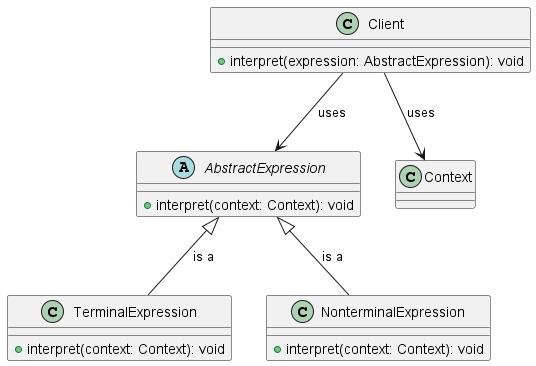 C Client
interpret(expression: AbstractExpression): void
uses
uses
A AbstractExpression
interpret(context: Context): void
C Context
is a
is a
C TerminalExpression
interpret(context: Context): void
C NonterminalExpression
interpret(context: Context): void